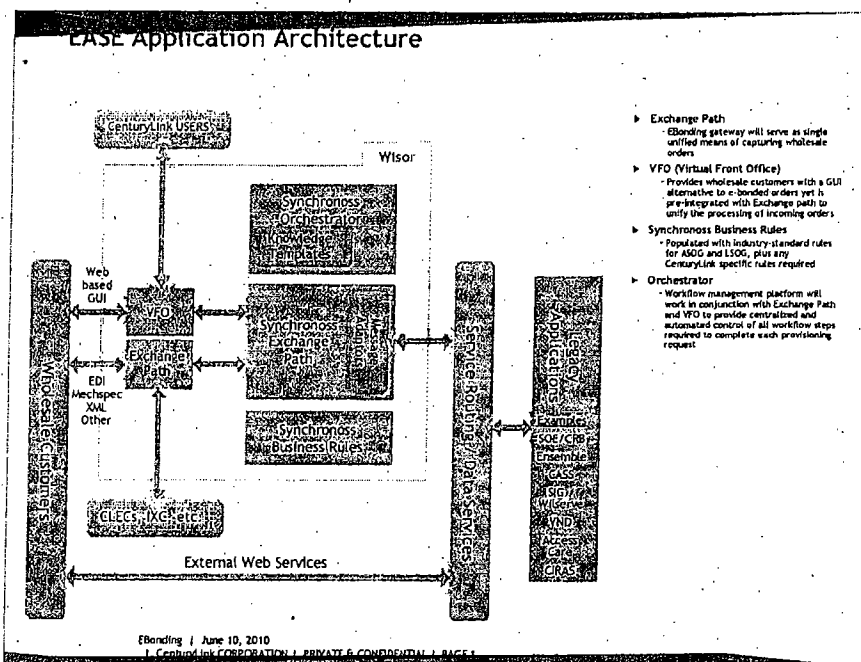 EASE Application Architecture
CenturyLink USERS
Wisor
Synchronoss
Orchestrator
Knowledge
Templates
Web
based
GUI
VFO
Exchange
Path
Synchronoss
Exchange
Path
Message
Adaptors
EDI
Mechspec
XML
Other
Synchronoss
Business Rules
CLECs, IXC, etc.
Wholesale Customers
External Web Services
Service Routing / Data Services
Legacy
Applications
Examples
SOE/CRB
Ensemble
CACS
(SIG)
Wiserve
VND
Access
Care
CIRAS
Exchange Path
- EBonding gateway will serve as single
unified means of capturing wholesale
orders
VFO (Virtual Front Office)
- Provides wholesale customers with a GUI
alternative to e-bonded orders yet is
pre-integrated with Exchange path to
unify the processing of incoming orders
Synchronoss Business Rules
- Populated with industry-standard rules
for ASOG and LSOG, plus any
CenturyLink specific rules required
Orchestrator
- Workflow management platform will
work in conjunction with Exchange Path
and VFO to provide centralized and
automated control of all workflow steps
required to complete each provisioning
request
EBonding | June 10, 2010
| CenturyLink CORPORATION | PRIVATE & CONFIDENTIAL | PAGE 1